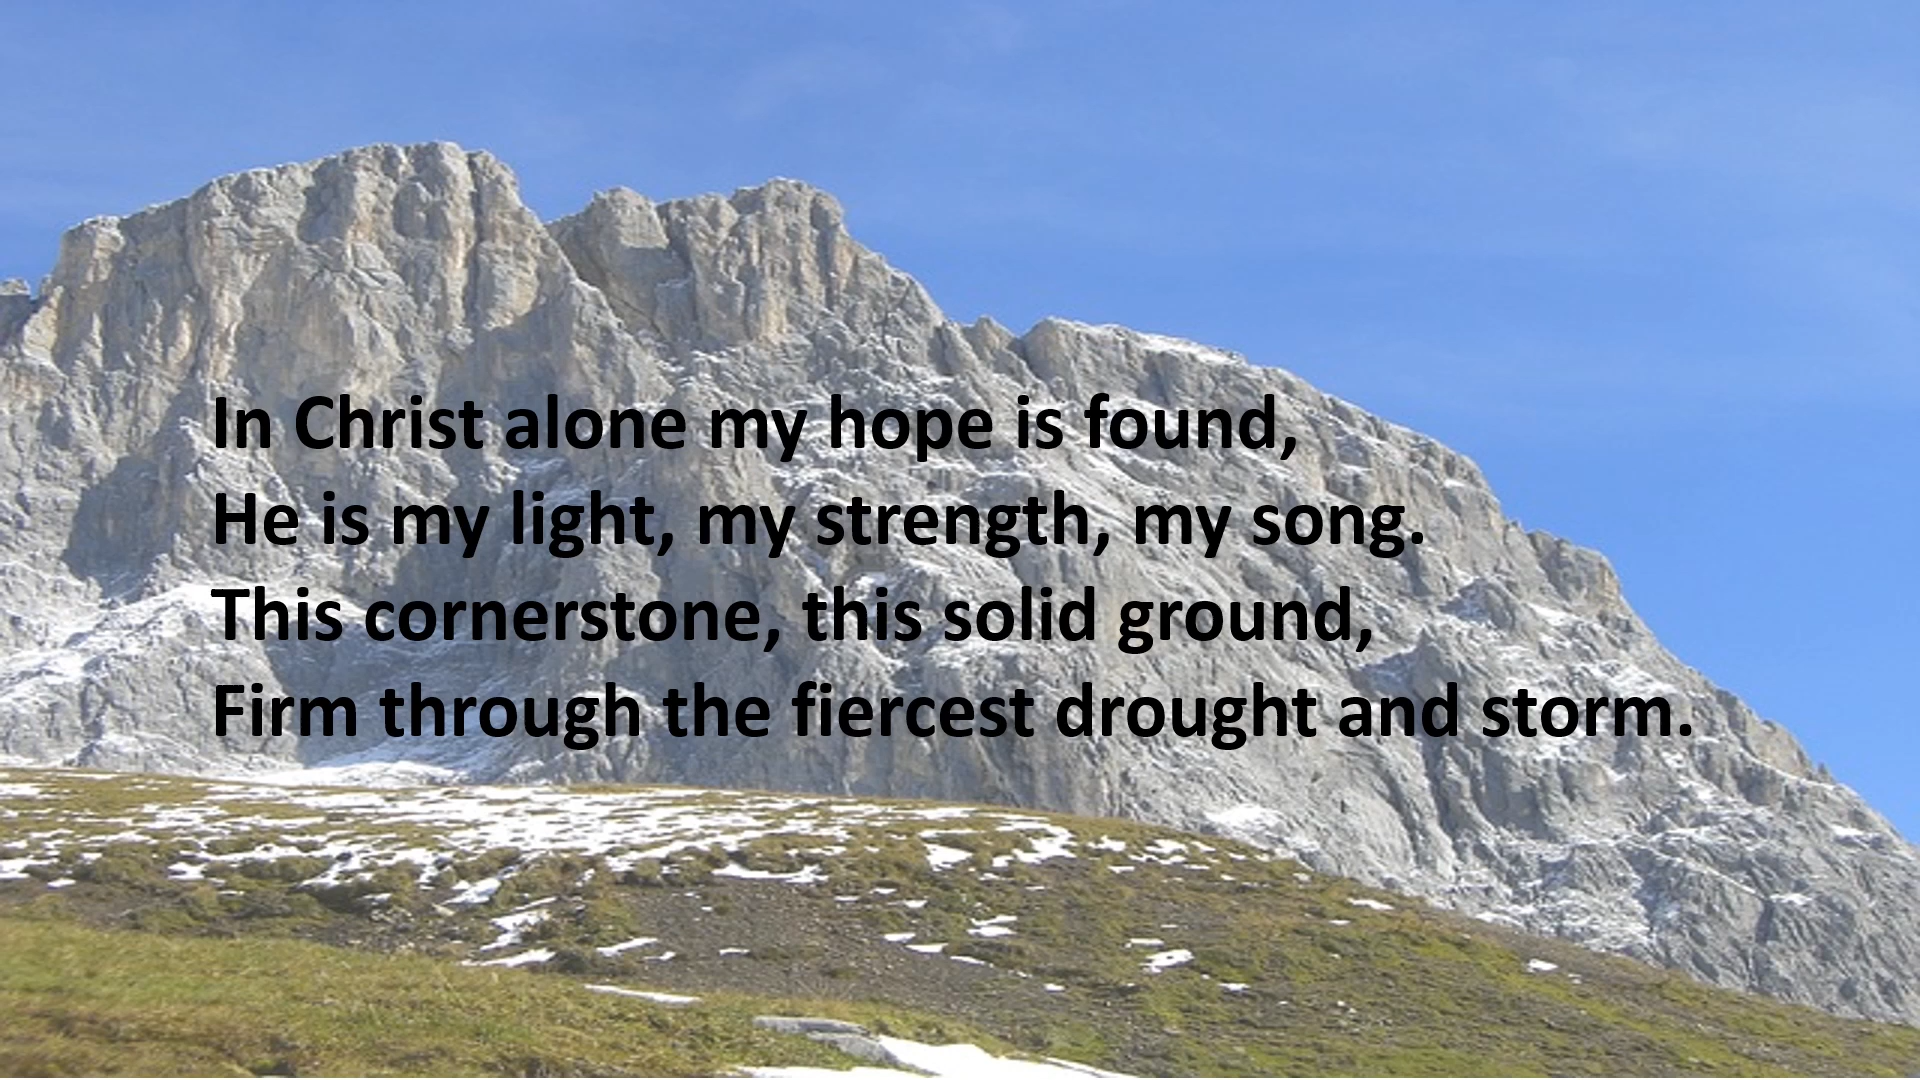 In Christ alone my hope is found,
He is my light, my strength, my song.
This cornerstone, this solid ground,
Firm through the fiercest drought and storm.